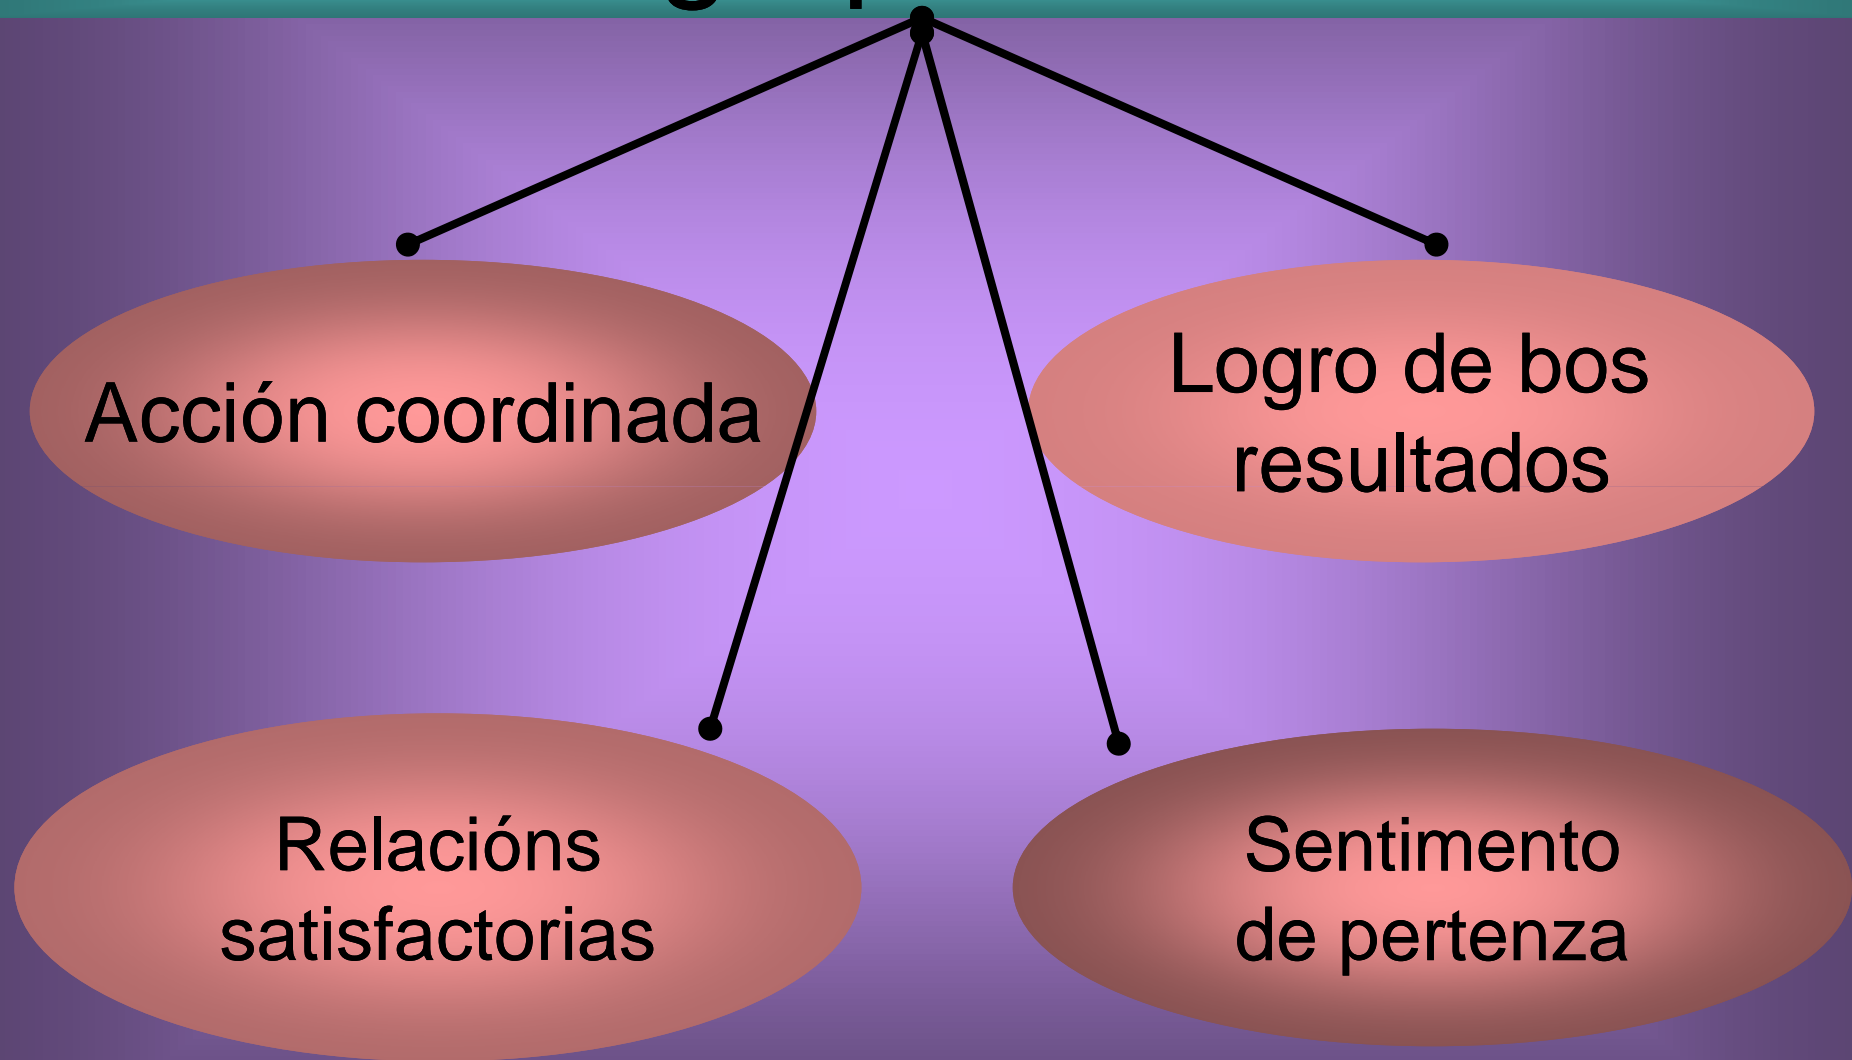 Acción coordinada
Logro de bos
resultados
Relacións
satisfactorias
Sentimento
de pertenza